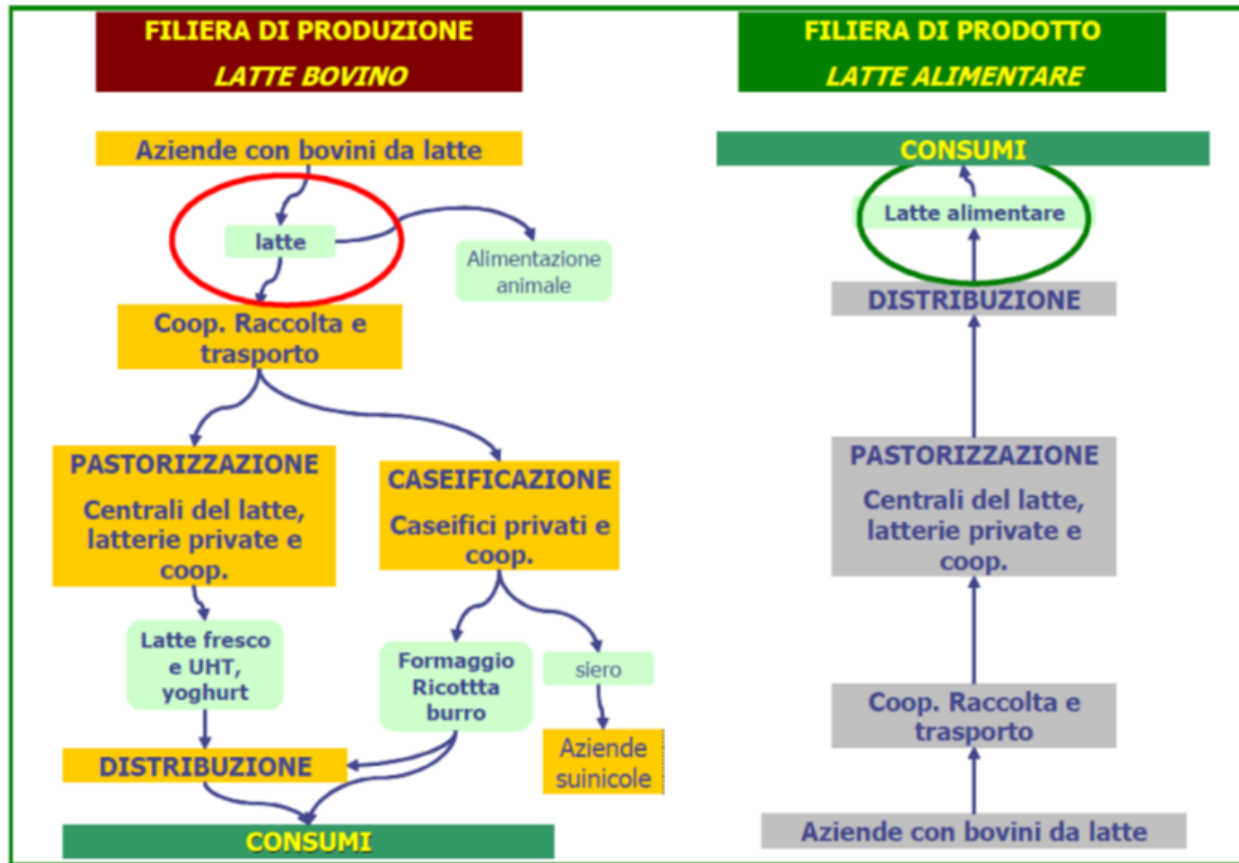 FILIERA DI PRODUZIONE
LATTE BOVINO
Aziende con bovini da latte
latte
Alimentazione
animale
Coop. Raccolta e
trasporto
PASTORIZZAZIONE
Centrali del latte,
latterie private e
coop.
CASEIFICAZIONE
Caseifici privati e
coop.
Latte fresco
e UHT,
yoghurt
Formaggio
Ricottta
burro
siero
Aziende
suinicole
DISTRIBUZIONE
CONSUMI
FILIERA DI PRODOTTO
LATTE ALIMENTARE
CONSUMI
Latte alimentare
DISTRIBUZIONE
PASTORIZZAZIONE
Centrali del latte,
latterie private e
coop.
Coop. Raccolta e
trasporto
Aziende con bovini da latte